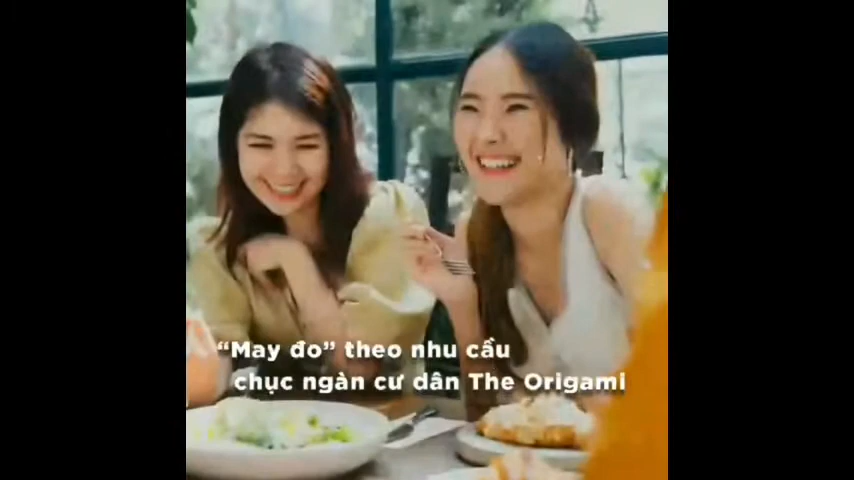 “May đo” theo nhu cầu
chục ngàn cư dân The Origami